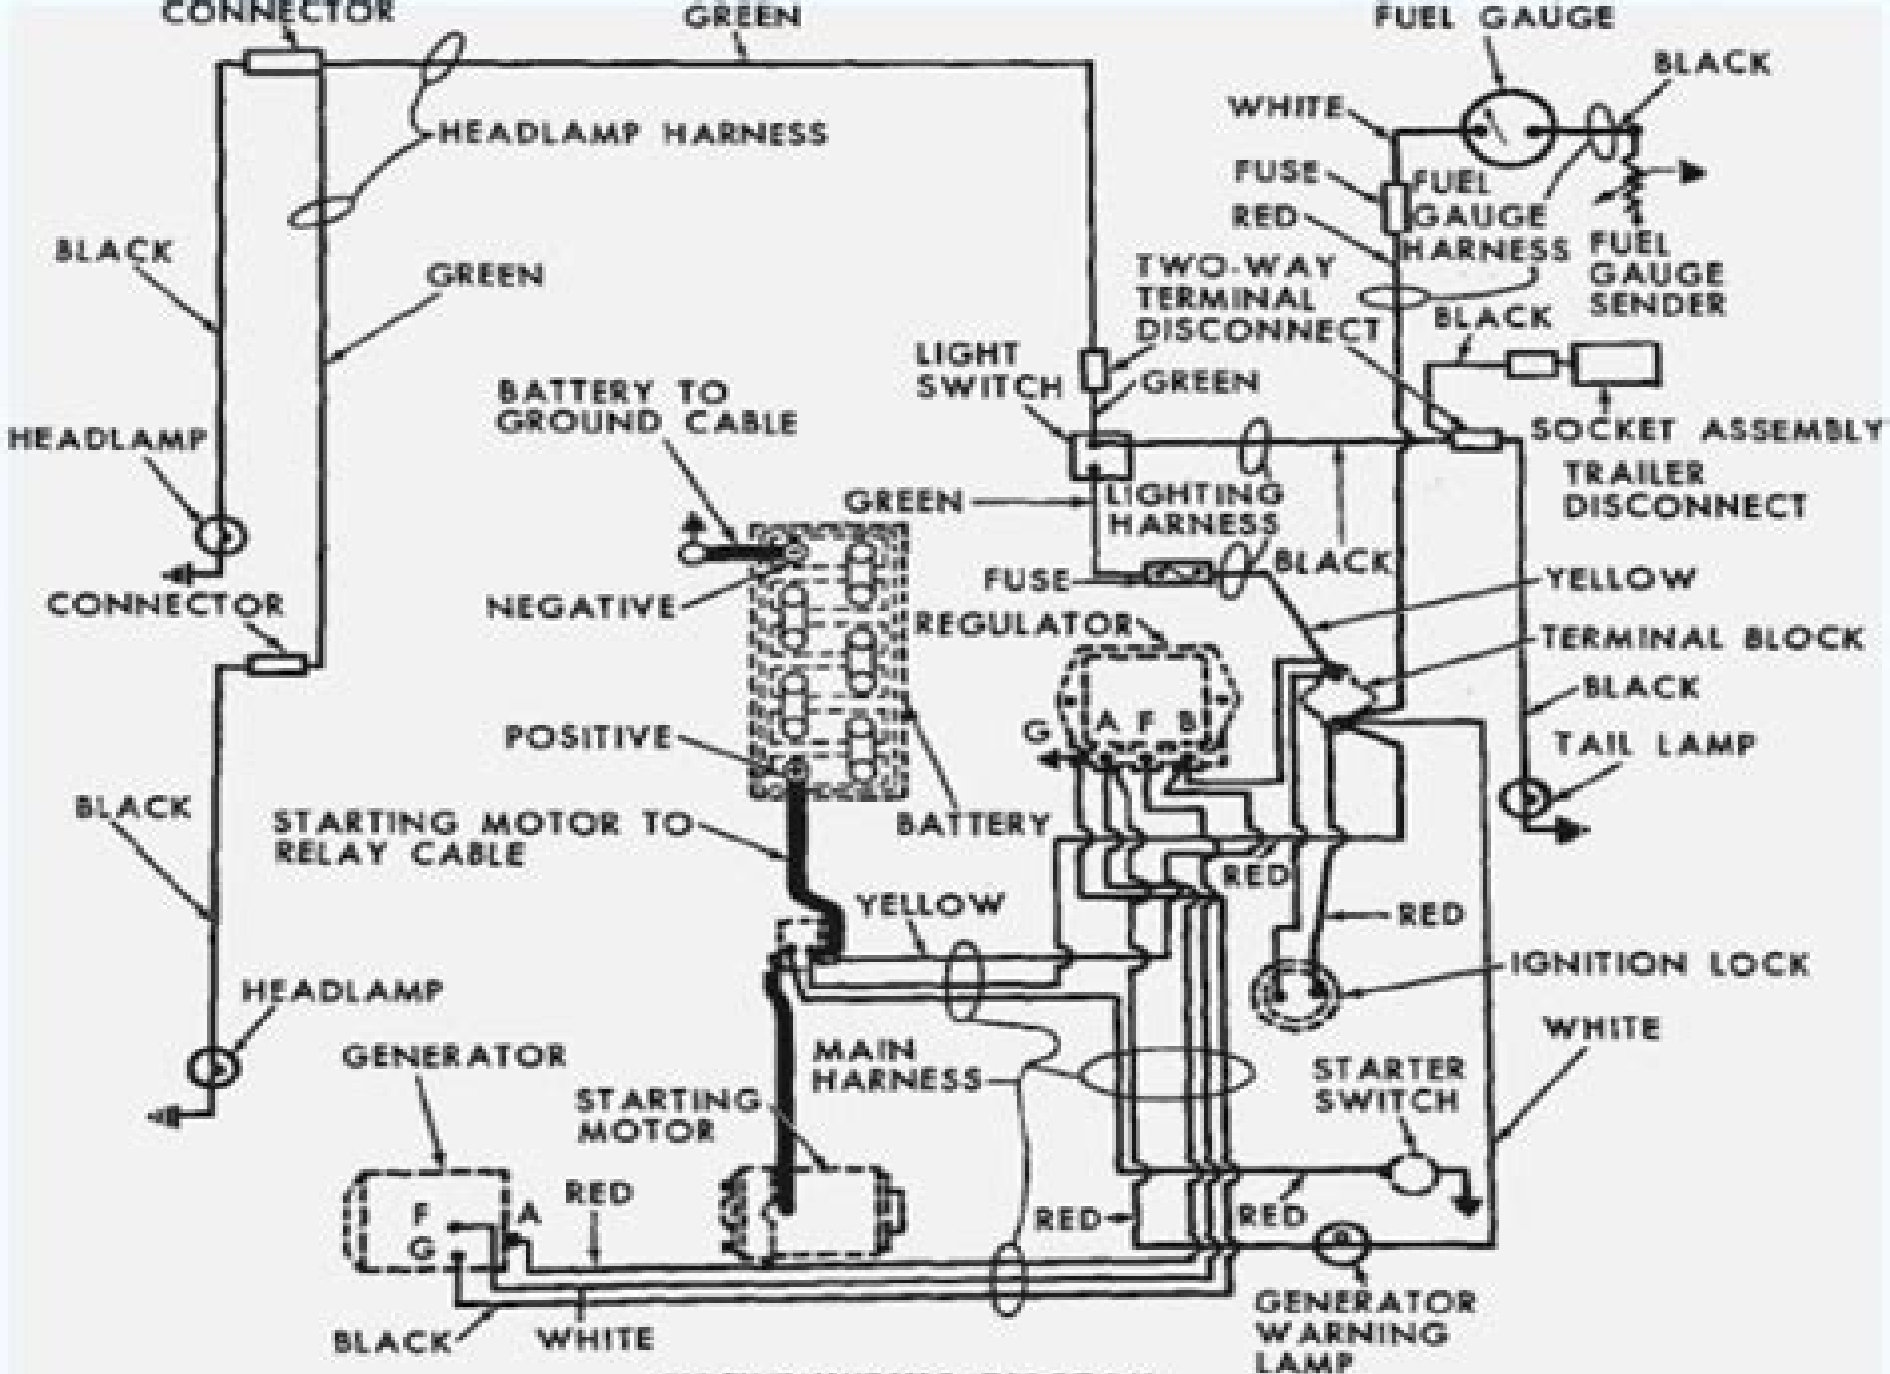 CONNECTOR
GREEN
FUEL GAUGE
BLACK
WHITE
HEADLAMP HARNESS
FUSE
FUEL
GAUGE
HARNESS
RED
FUEL
GAUGE
SENDER
BLACK
GREEN
TWO-WAY
TERMINAL
DISCONNECT
BLACK
LIGHT
SWITCH
GREEN
BATTERY TO
GROUND CABLE
HEADLAMP
SOCKET ASSEMBLY
TRAILER
DISCONNECT
GREEN
LIGHTING
HARNESS
BLACK
FUSE
YELLOW
CONNECTOR
NEGATIVE
REGULATOR
TERMINAL BLOCK
BLACK
G A F B
POSITIVE
TAIL LAMP
BLACK
STARTING MOTOR TO
RELAY CABLE
BATTERY
RED
YELLOW
RED
IGNITION LOCK
HEADLAMP
WHITE
GENERATOR
MAIN
HARNESS
STARTER
SWITCH
STARTING
MOTOR
RED
F
A
G
RED
RED
BLACK
WHITE
GENERATOR
WARNING
LAMP